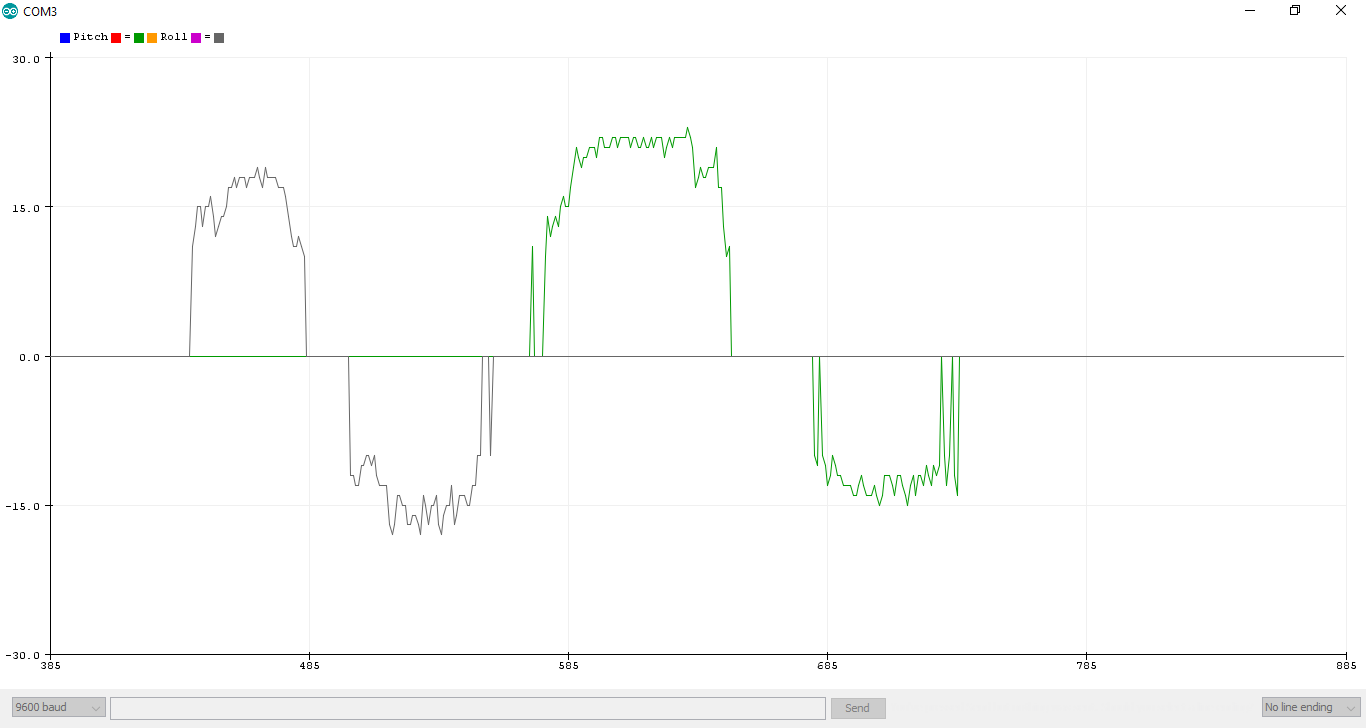 COM3
Pitch = Roll =
30.0
15.0
0.0
-15.0
-30.0
385 485 585 685 785 885
9600 baud Send No line ending